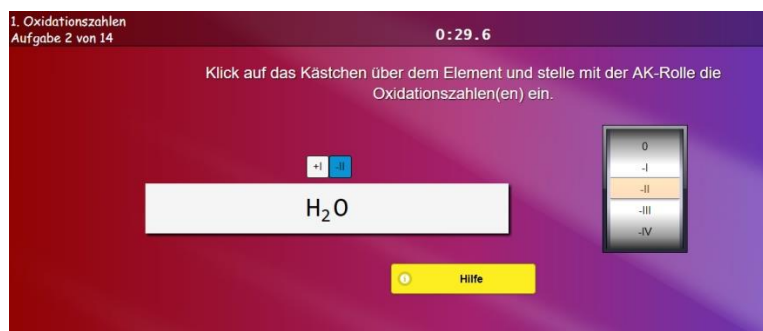 1. Oxidationszahlen
Aufgabe 2 von 14
0:29.6
Klick auf das Kästchen über dem Element und stelle mit der AK-Rolle die
Oxidationszahlen(en) ein.
+I -II
H₂O
0
-I
-II
-III
-IV
Hilfe